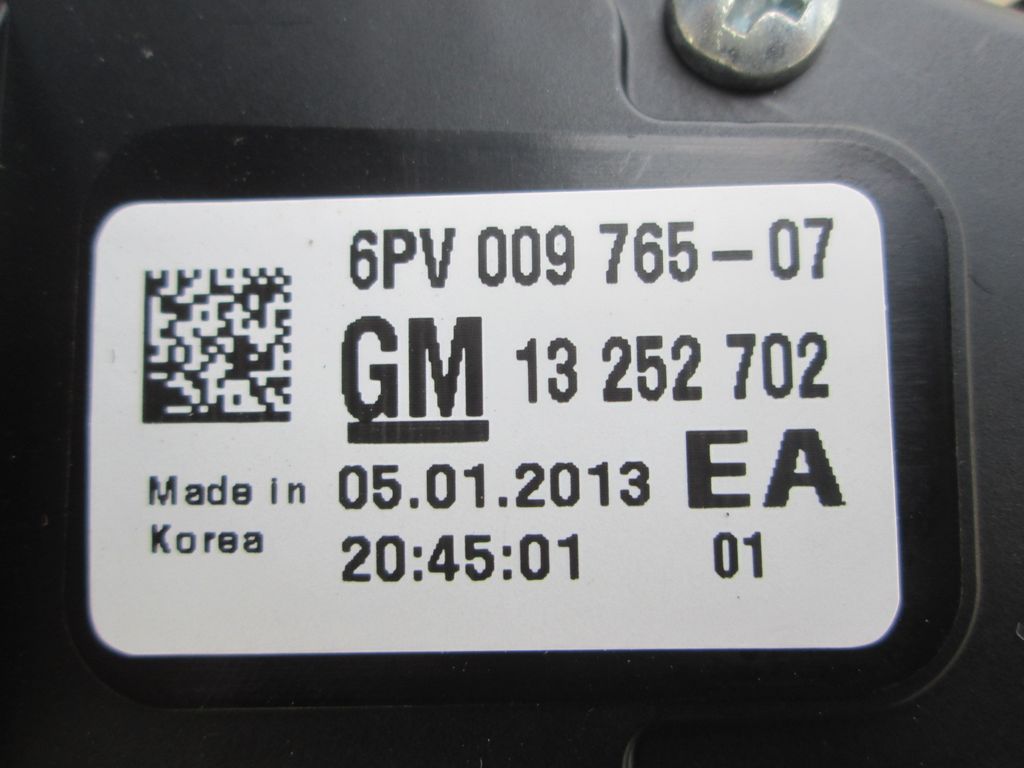 6PV 009 765-07
GM 13 252 702
EA
Made in 05.01.2013
Korea 20:45:01 01